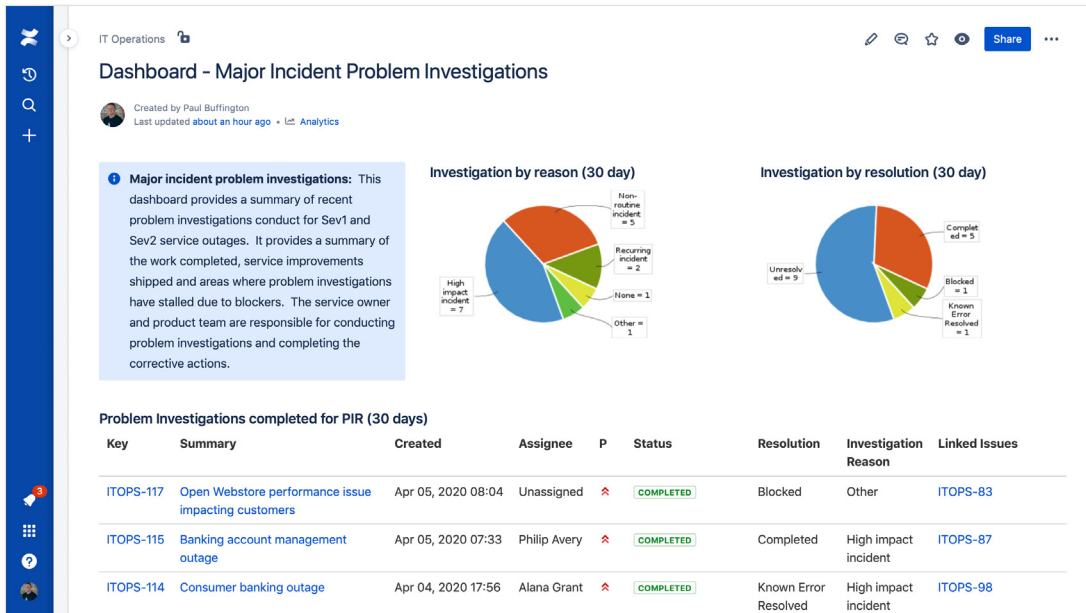 IT Operations
Share
Dashboard - Major Incident Problem Investigations
Created by Paul Buffington
Last updated about an hour ago • Analytics
Major incident problem investigations: This
dashboard provides a summary of recent
problem investigations conduct for Sev1 and
Sev2 service outages. It provides a summary of
the work completed, service improvements
shipped and areas where problem investigations
have stalled due to blockers. The service owner
and product team are responsible for conducting
problem investigations and completing the
corrective actions.
Investigation by reason (30 day)
Non-
routine
incident
= 5
Recurring
incident
= 2
None = 1
Other =
1
High
impact
incident
= 7
Investigation by resolution (30 day)
Complet
ed = 5
Blocked
= 1
Known
Error
Resolved
= 1
Unresolv
ed = 9
Problem Investigations completed for PIR (30 days)
Key Summary Created Assignee P Status Resolution Investigation Linked Issues
Reason
ITOPS-117 Open Webstore performance issue Apr 05, 2020 08:04 Unassigned COMPLETED Blocked Other ITOPS-83
impacting customers
ITOPS-115 Banking account management Apr 05, 2020 07:33 Philip Avery COMPLETED Completed High impact ITOPS-87
outage incident
ITOPS-114 Consumer banking outage Apr 04, 2020 17:56 Alana Grant COMPLETED Known Error High impact ITOPS-98
Resolved incident
3